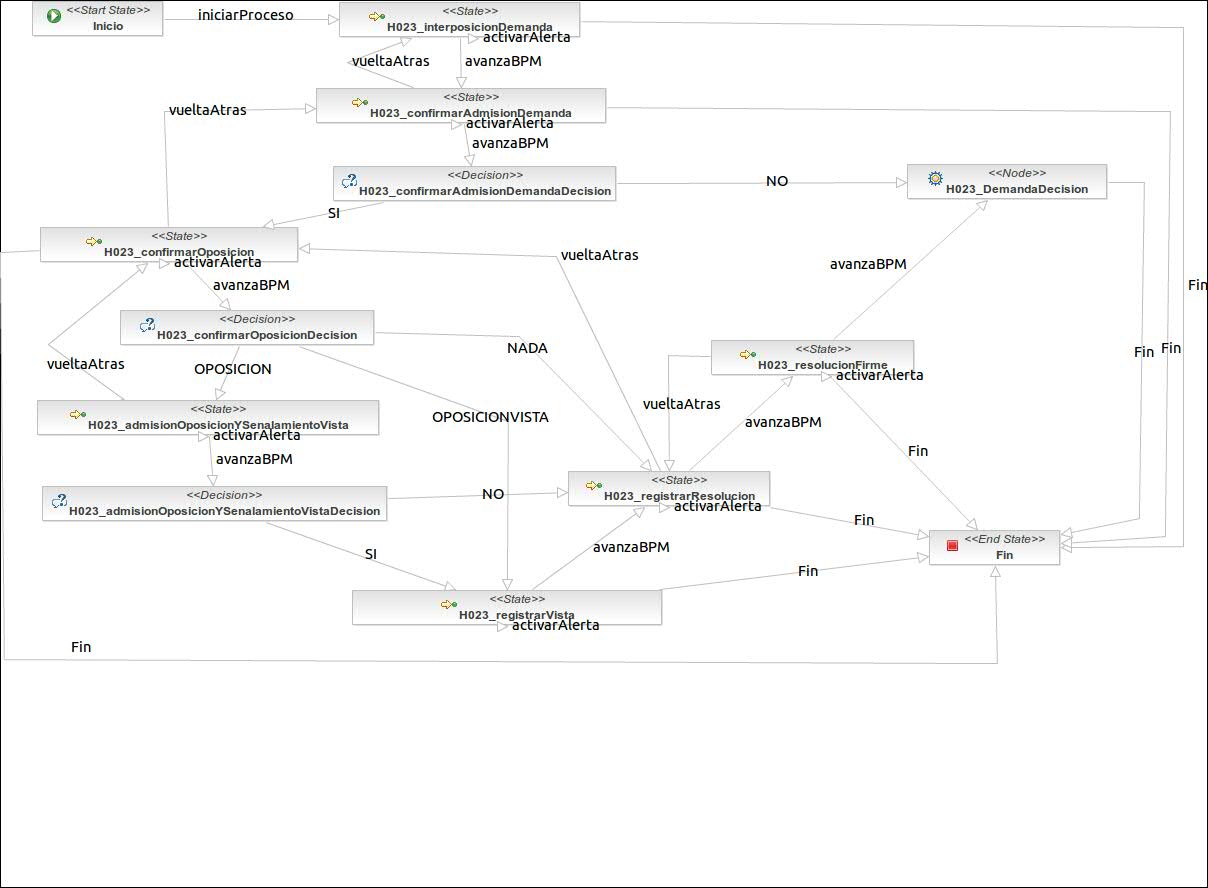 <<Start State>>
Inicio
iniciarProceso
<<State>>
H023_interposicionDemanda
activarAlerta
vueltaAtras
avanzaBPM
<<State>>
H023_confirmarAdmisionDemanda
activarAlerta
vueltaAtras
avanzaBPM
<<Decision>>
H023_confirmarAdmisionDemandaDecision
NO
<<Node>>
H023_DemandaDecision
SI
<<State>>
H023_confirmarOposicion
activarAlerta
vueltaAtras
avanzaBPM
avanzaBPM
Fin
<<Decision>>
H023_confirmarOposicionDecision
NADA
<<State>>
H023_resolucionFirme
activarAlerta
Fin
Fin
vueltaAtras
OPOSICION
OPOSICIONVISTA
vueltaAtras
avanzaBPM
<<State>>
H023_admisionOposicionYSenalamientoVista
activarAlerta
avanzaBPM
Fin
<<Decision>>
H023_admisionOposicionYSenalamientoVistaDecision
NO
<<State>>
H023_registrarResolucion
activarAlerta
Fin
SI
avanzaBPM
<<End State>>
Fin
Fin
<<State>>
H023_registrarVista
activarAlerta
Fin